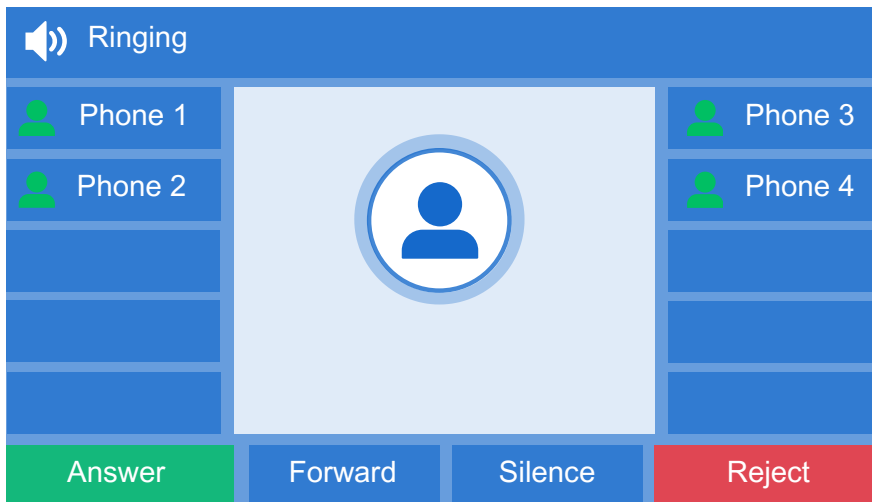 Ringing
Phone 1
Phone 3
Phone 2
Phone 4
Answer
Forward
Silence
Reject